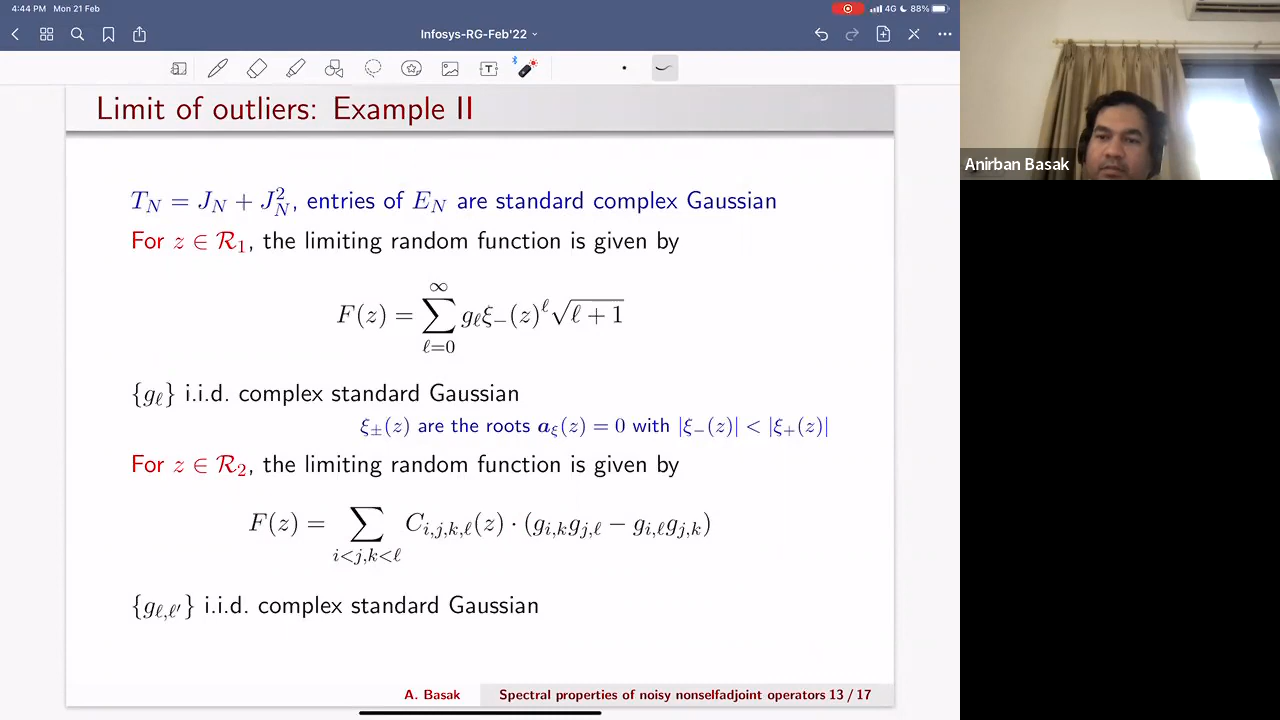 4:44 PM Mon 21 Feb
4G 88%
Infosys-RG-Feb'22
Limit of outliers: Example II
T_N = J_N + J_N^2, entries of E_N are standard complex Gaussian
For z ∈ R_1, the limiting random function is given by
F(z) = ∑_{ℓ=0}^{∞} g_ℓ ξ_−(z)^ℓ √(ℓ + 1)
{g_ℓ} i.i.d. complex standard Gaussian
ξ_±(z) are the roots a_ξ(z) = 0 with |ξ_−(z)| < |ξ_+(z)|
For z ∈ R_2, the limiting random function is given by
F(z) = ∑_{i<j,k<ℓ} C_{i,j,k,ℓ}(z) · (g_{i,k} g_{j,ℓ} − g_{i,ℓ} g_{j,k})
{g_{ℓ,ℓ′}} i.i.d. complex standard Gaussian
A. Basak Spectral properties of noisy nonselfadjoint operators 13 / 17
Anirban Basak